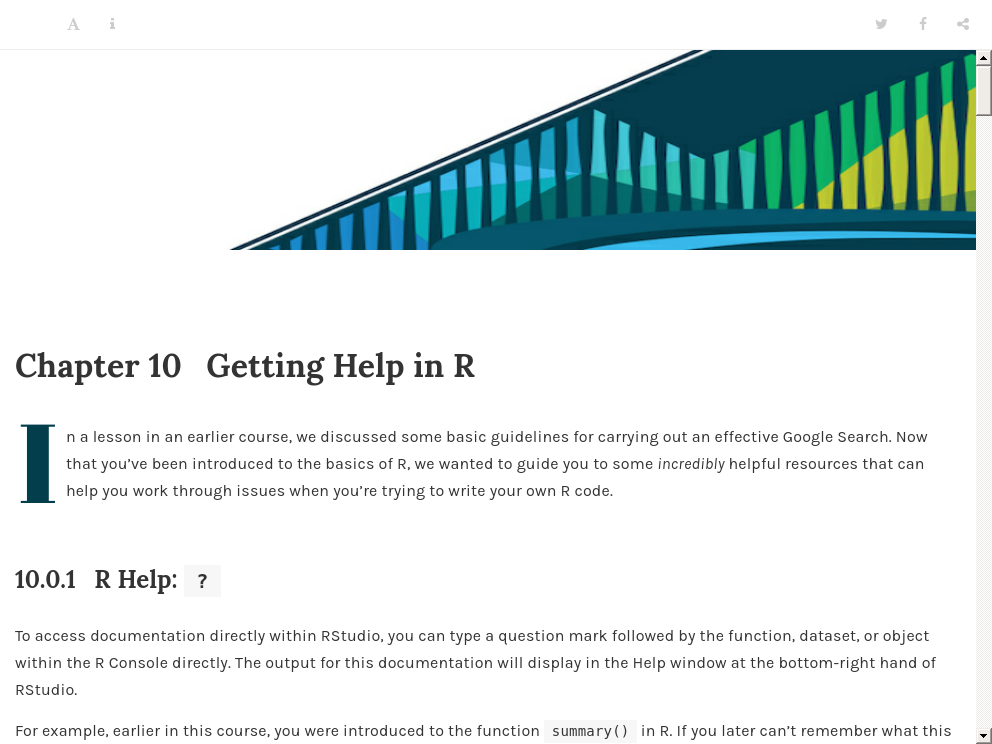 Chapter 10 Getting Help in R
In a lesson in an earlier course, we discussed some basic guidelines for carrying out an effective Google Search. Now
that you’ve been introduced to the basics of R, we wanted to guide you to some incredibly helpful resources that can
help you work through issues when you’re trying to write your own R code.
10.0.1 R Help: ?
To access documentation directly within RStudio, you can type a question mark followed by the function, dataset, or object
within the R Console directly. The output for this documentation will display in the Help window at the bottom-right hand of
RStudio.
For example, earlier in this course, you were introduced to the function summary() in R. If you later can’t remember what this